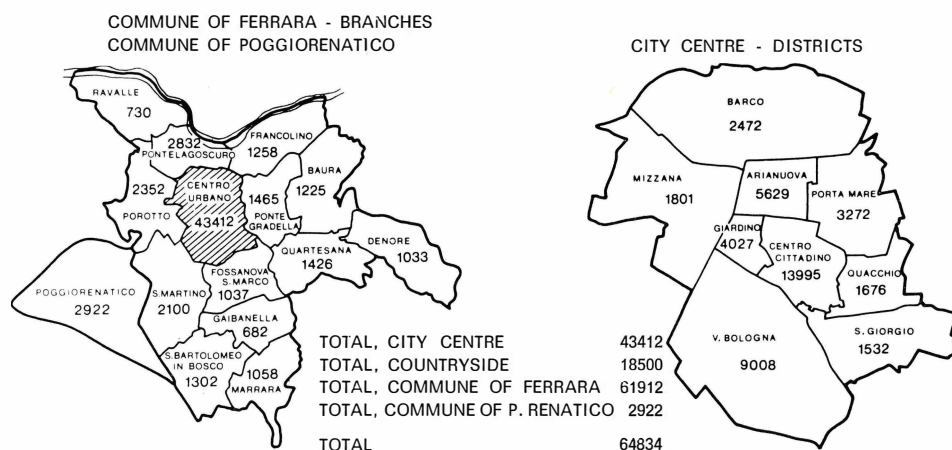 COMMUNE OF FERRARA - BRANCHES
COMMUNE OF POGGIORENATICO
RAVALLE
730
2832
PONTELAGOSCURO
FRANCOLINO
1258
BAURA
1225
2352
POROTTO
CENTRO
URBANO
43412
1465
PONTE
GRADELLA
QUARTESANA
1426
DENORE
1033
POGGIORENATICO
2922
S.MARTINO
2100
FOSSANOVA
S.MARCO
1037
GAIBANELLA
682
S.BARTOLOMEO
IN BOSCO
1302
1058
MARRARA
CITY CENTRE - DISTRICTS
BARCO
2472
MIZZANA
1801
ARIANUOVA
5629
PORTA MARE
3272
GIARDINO
4027
CENTRO
CITTADINO
13995
QUACCHIO
1676
V. BOLOGNA
9008
S. GIORGIO
1532
TOTAL, CITY CENTRE 43412
TOTAL, COUNTRYSIDE 18500
TOTAL, COMMUNE OF FERRARA 61912
TOTAL, COMMUNE OF P. RENATICO 2922
TOTAL 64834